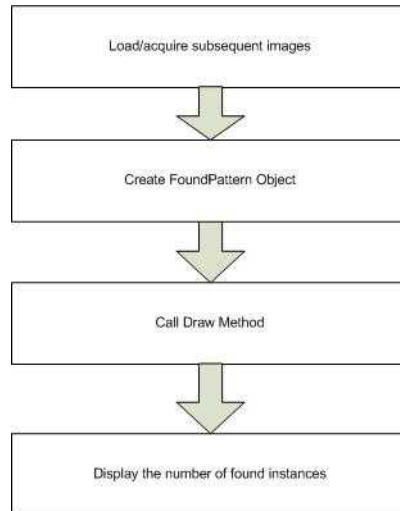 Load/acquire subsequent images
Create FoundPattern Object
Call Draw Method
Display the number of found instances